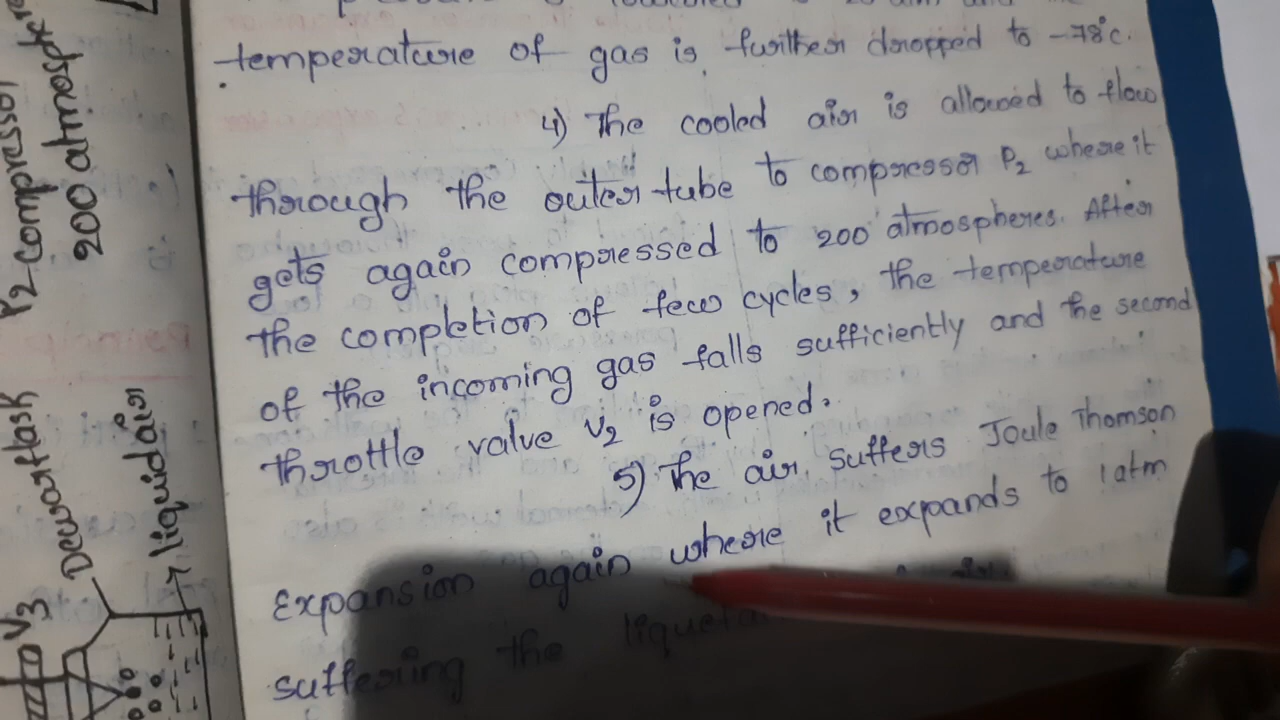 temperature of gas is further dropped to -78°c.
4) The cooled air is allowed to flow
through the outer tube to compressor P2 where it
gets again compressed to 200 atmospheres. After
the completion of few cycles, the temperature
of the incoming gas falls sufficiently and the second
throttle valve V2 is opened.
5) The air suffers Joule Thomson
Expansion again where it expands to 1 atm
suffering the
P2-compressor
200 atmosphere
Dewarflask
liquid air
V3